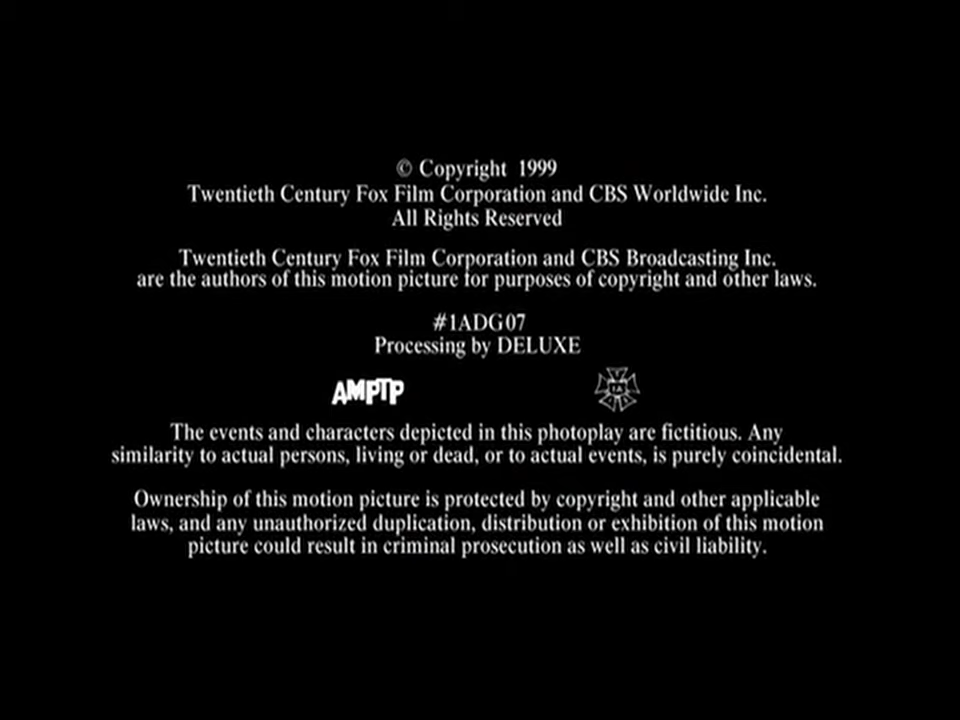 © Copyright 1999
Twentieth Century Fox Film Corporation and CBS Worldwide Inc.
All Rights Reserved
Twentieth Century Fox Film Corporation and CBS Broadcasting Inc.
are the authors of this motion picture for purposes of copyright and other laws.
#1ADG07
Processing by DELUXE
AMPTP
The events and characters depicted in this photoplay are fictitious. Any
similarity to actual persons, living or dead, or to actual events, is purely coincidental.
Ownership of this motion picture is protected by copyright and other applicable
laws, and any unauthorized duplication, distribution or exhibition of this motion
picture could result in criminal prosecution as well as civil liability.